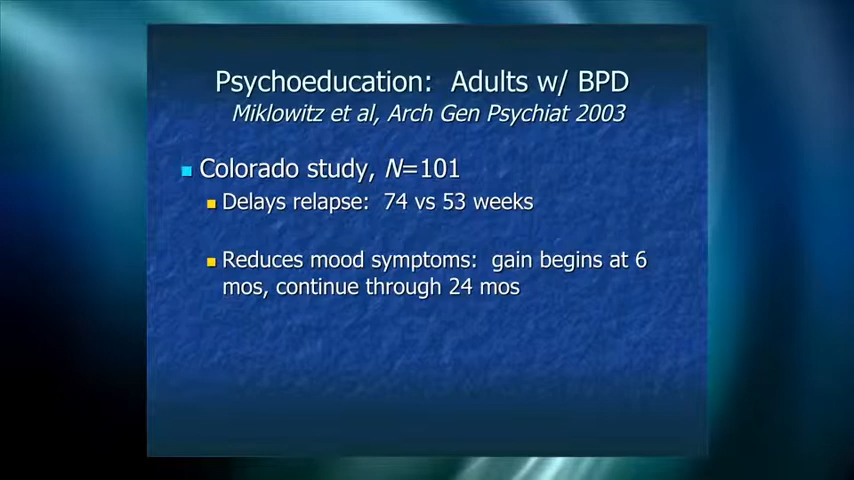 Psychoeducation: Adults w/ BPD
Miklowitz et al, Arch Gen Psychiat 2003
Colorado study, N=101
Delays relapse: 74 vs 53 weeks
Reduces mood symptoms: gain begins at 6
mos, continue through 24 mos